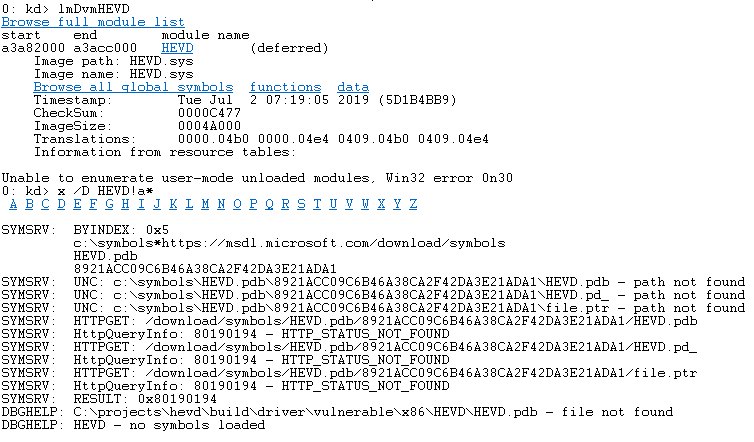 0: kd> lmDvmHEVD
Browse full module list
start    end        module name
a3a82000 a3acc000   HEVD       (deferred)
    Image path: HEVD.sys
    Image name: HEVD.sys
    Browse all global symbols  functions  data
    Timestamp:        Tue Jul  2 07:19:05 2019 (5D1B4BB9)
    CheckSum:         0000C477
    ImageSize:        0004A000
    Translations:     0000.04b0 0000.04e4 0409.04b0 0409.04e4
    Information from resource tables:
Unable to enumerate user-mode unloaded modules, Win32 error 0n30
0: kd> x /D HEVD!a*
 A B C D E F G H I J K L M N O P Q R S T U V W X Y Z
SYMSRV:  BYINDEX: 0x5
         c:\symbols*https://msdl.microsoft.com/download/symbols
         HEVD.pdb
         8921ACC09C6B46A38CA2F42DA3E21ADA1
SYMSRV:  UNC: c:\symbols\HEVD.pdb\8921ACC09C6B46A38CA2F42DA3E21ADA1\HEVD.pdb - path not found
SYMSRV:  UNC: c:\symbols\HEVD.pdb\8921ACC09C6B46A38CA2F42DA3E21ADA1\HEVD.pd_ - path not found
SYMSRV:  UNC: c:\symbols\HEVD.pdb\8921ACC09C6B46A38CA2F42DA3E21ADA1\file.ptr - path not found
SYMSRV:  HTTPGET: /download/symbols/HEVD.pdb/8921ACC09C6B46A38CA2F42DA3E21ADA1/HEVD.pdb
SYMSRV:  HttpQueryInfo: 80190194 - HTTP_STATUS_NOT_FOUND
SYMSRV:  HTTPGET: /download/symbols/HEVD.pdb/8921ACC09C6B46A38CA2F42DA3E21ADA1/HEVD.pd_
SYMSRV:  HttpQueryInfo: 80190194 - HTTP_STATUS_NOT_FOUND
SYMSRV:  HTTPGET: /download/symbols/HEVD.pdb/8921ACC09C6B46A38CA2F42DA3E21ADA1/file.ptr
SYMSRV:  HttpQueryInfo: 80190194 - HTTP_STATUS_NOT_FOUND
SYMSRV:  RESULT: 0x80190194
DBGHELP: C:\projects\hevd\build\driver\vulnerable\x86\HEVD\HEVD.pdb - file not found
DBGHELP: HEVD - no symbols loaded